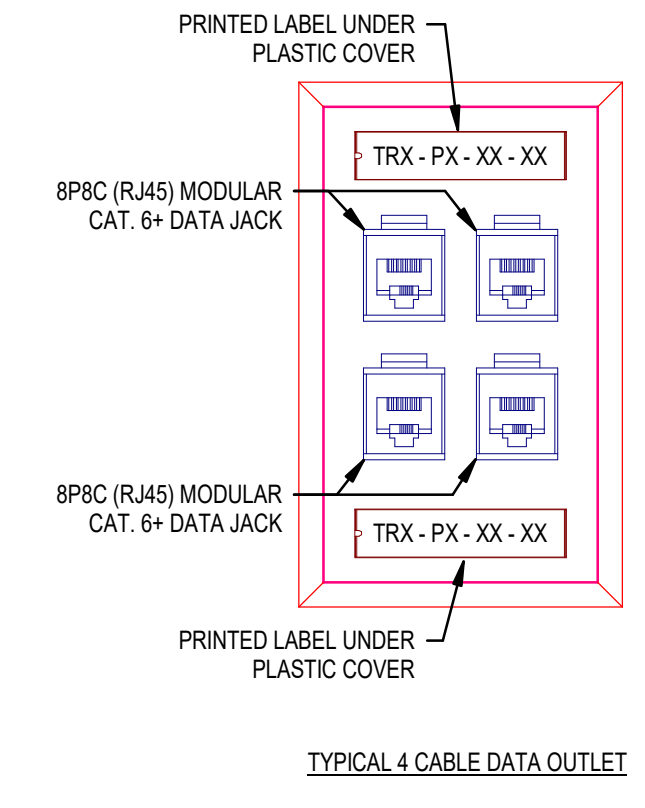 PRINTED LABEL UNDER
PLASTIC COVER
TRX - PX - XX - XX
8P8C (RJ45) MODULAR
CAT. 6+ DATA JACK
8P8C (RJ45) MODULAR
CAT. 6+ DATA JACK
TRX - PX - XX - XX
PRINTED LABEL UNDER
PLASTIC COVER
TYPICAL 4 CABLE DATA OUTLET